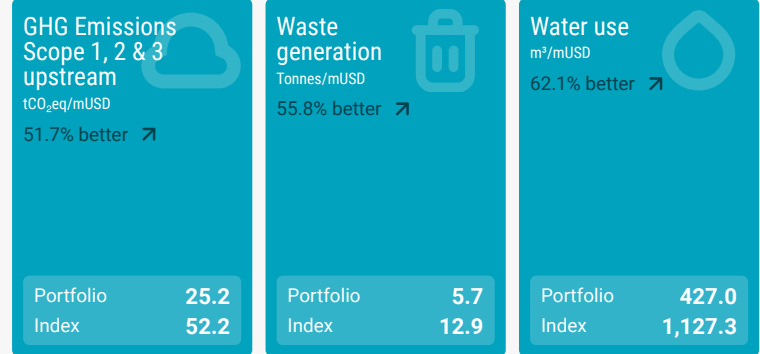 GHG Emissions
Scope 1, 2 & 3
upstream
tCO₂eq/mUSD
51.7% better
Portfolio 25.2
Index 52.2
Waste
generation
Tonnes/mUSD
55.8% better
Portfolio 5.7
Index 12.9
Water use
m³/mUSD
62.1% better
Portfolio 427.0
Index 1,127.3